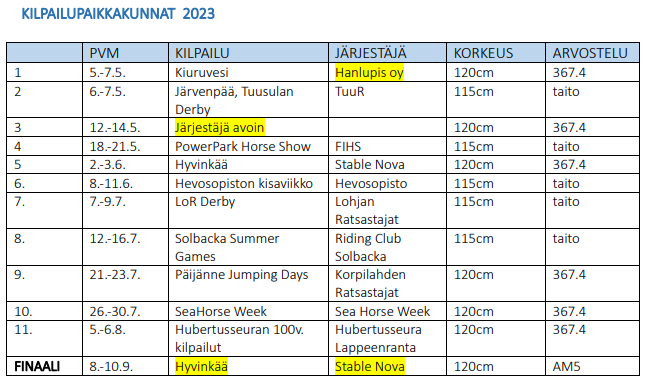 KILPAILUPAIKKAKUNNAT 2023
PVM KILPAILU JÄRJESTÄJÄ KORKEUS ARVOSTELU
1 5.-7.5. Kiuruvesi Hanlupis oy 120cm 367.4
2 6.-7.5. Järvenpää, Tuusulan TuuR 115cm taito
Derby
3 12.-14.5. Järjestäjä avoin 120cm 367.4
4 18.-21.5. PowerPark Horse Show FIHS 115cm taito
5 2.-3.6. Hyvinkää Stable Nova 120cm 367.4
6 8.-11.6. Hevosopiston kisaviikko Hevosopisto 115cm taito
7. 7.-9.7. LoR Derby Lohjan 115cm taito
Ratsastajat
8. 12.-16.7. Solbacka Summer Riding Club 115cm taito
Games Solbacka
9. 21.-23.7. Päijänne Jumping Days Korpilahden 120cm 367.4
Ratsastajat
10. 26.-30.7. SeaHorse Week Sea Horse Week 120cm 367.4
11. 5.-6.8. Hubertusseuran 100v. Hubertusseura 120cm 367.4
kilpailut Lappeenranta
FINAALI 8.-10.9. Hyvinkää Stable Nova 120cm AM5